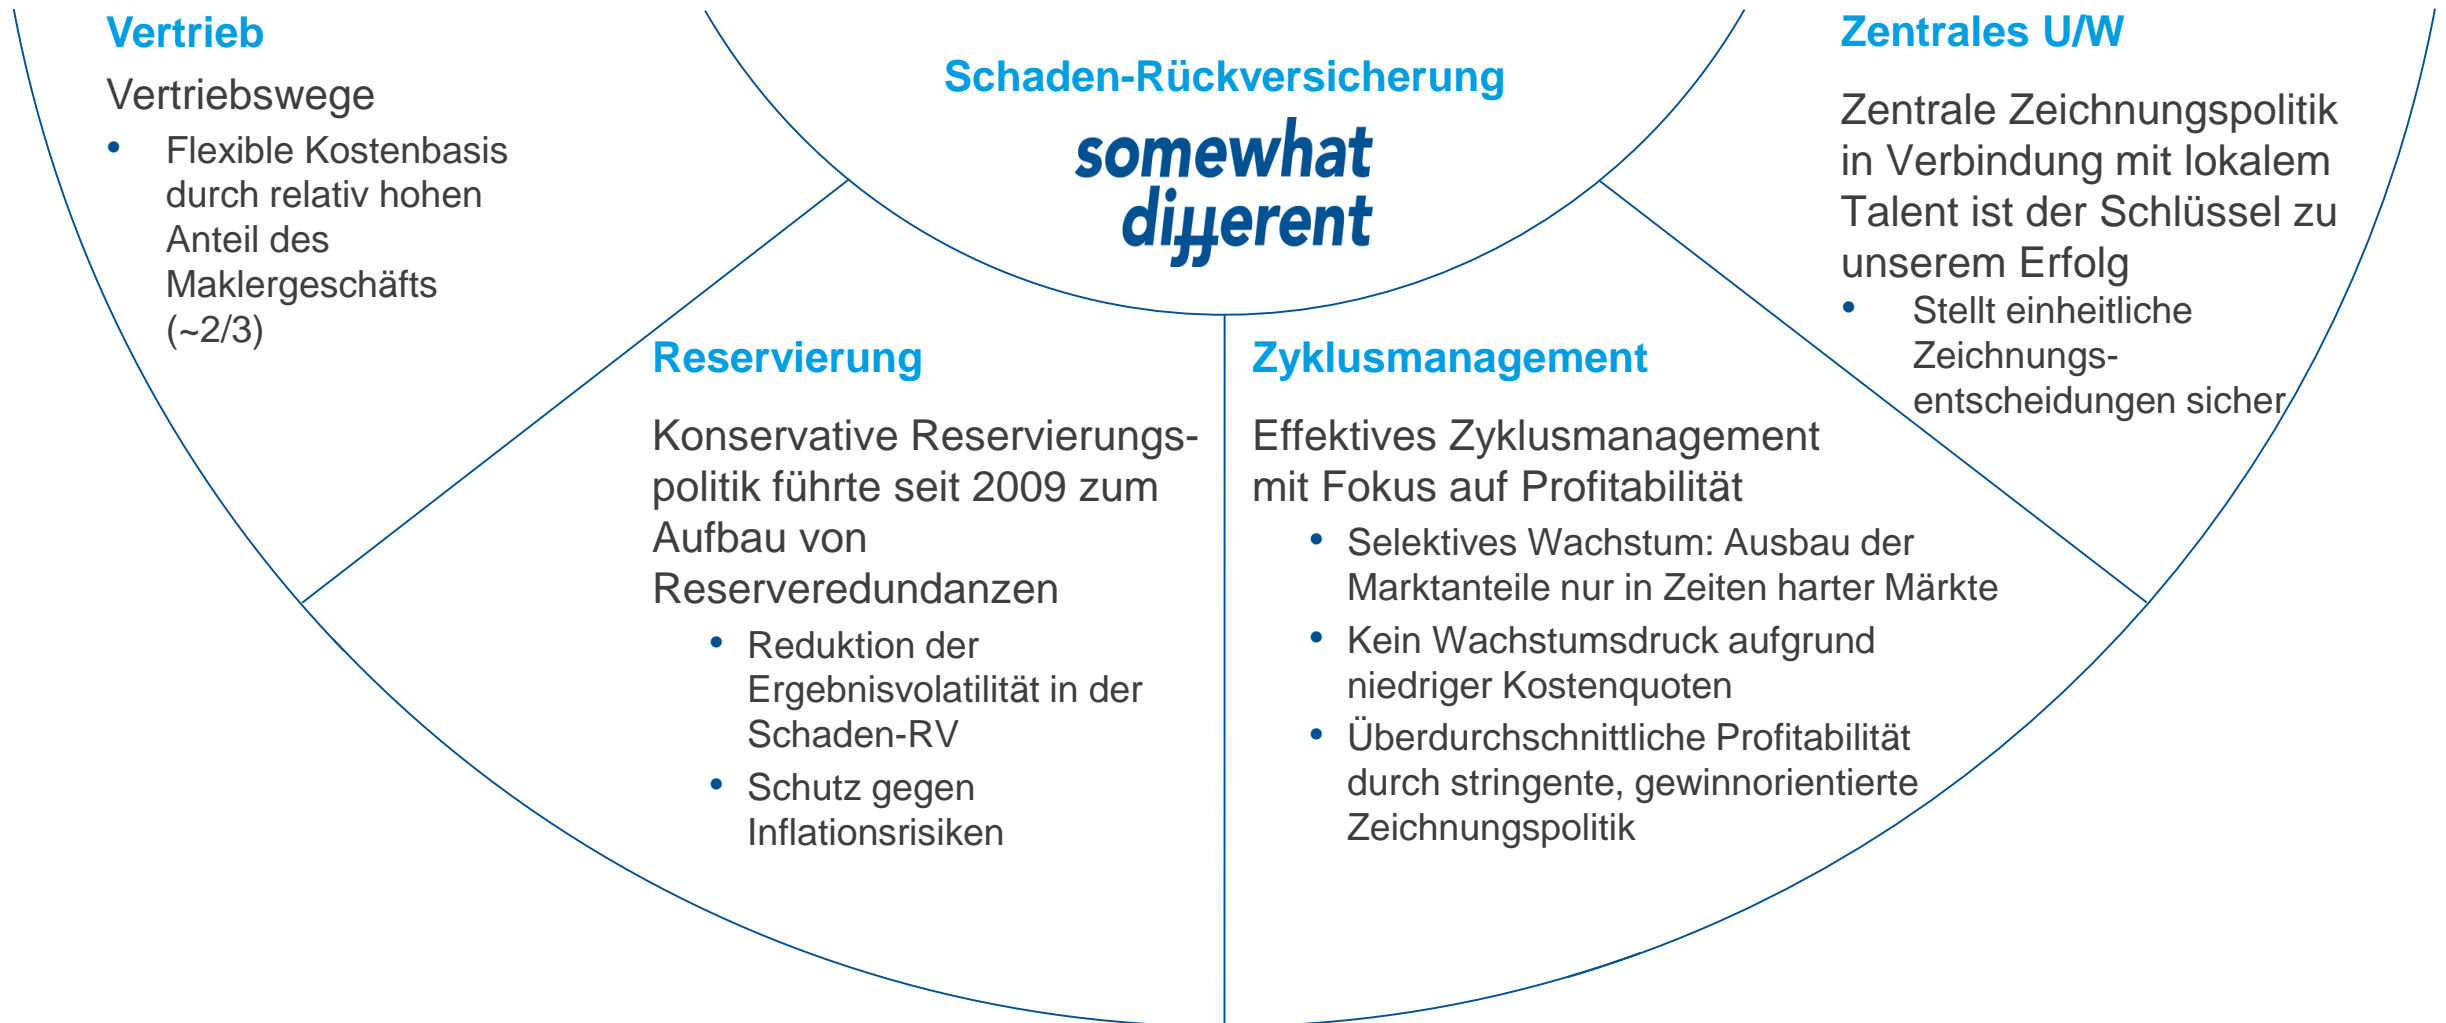 Vertrieb
Vertriebswege
• Flexible Kostenbasis
durch relativ hohen
Anteil des
Maklergeschäfts
(~2/3)
Schaden-Rückversicherung
somewhat
different
Zentrales U/W
Zentrale Zeichnungspolitik
in Verbindung mit lokalem
Talent ist der Schlüssel zu
unserem Erfolg
• Stellt einheitliche
Zeichnungs-
entscheidungen sicher
Reservierung
Konservative Reservierungs-
politik führte seit 2009 zum
Aufbau von
Reserveredundanzen
• Reduktion der
Ergebnisvolatilität in der
Schaden-RV
• Schutz gegen
Inflationsrisiken
Zyklusmanagement
Effektives Zyklusmanagement
mit Fokus auf Profitabilität
• Selektives Wachstum: Ausbau der
Marktanteile nur in Zeiten harter Märkte
• Kein Wachstumsdruck aufgrund
niedriger Kostenquoten
• Überdurchschnittliche Profitabilität
durch stringente, gewinnorientierte
Zeichnungspolitik